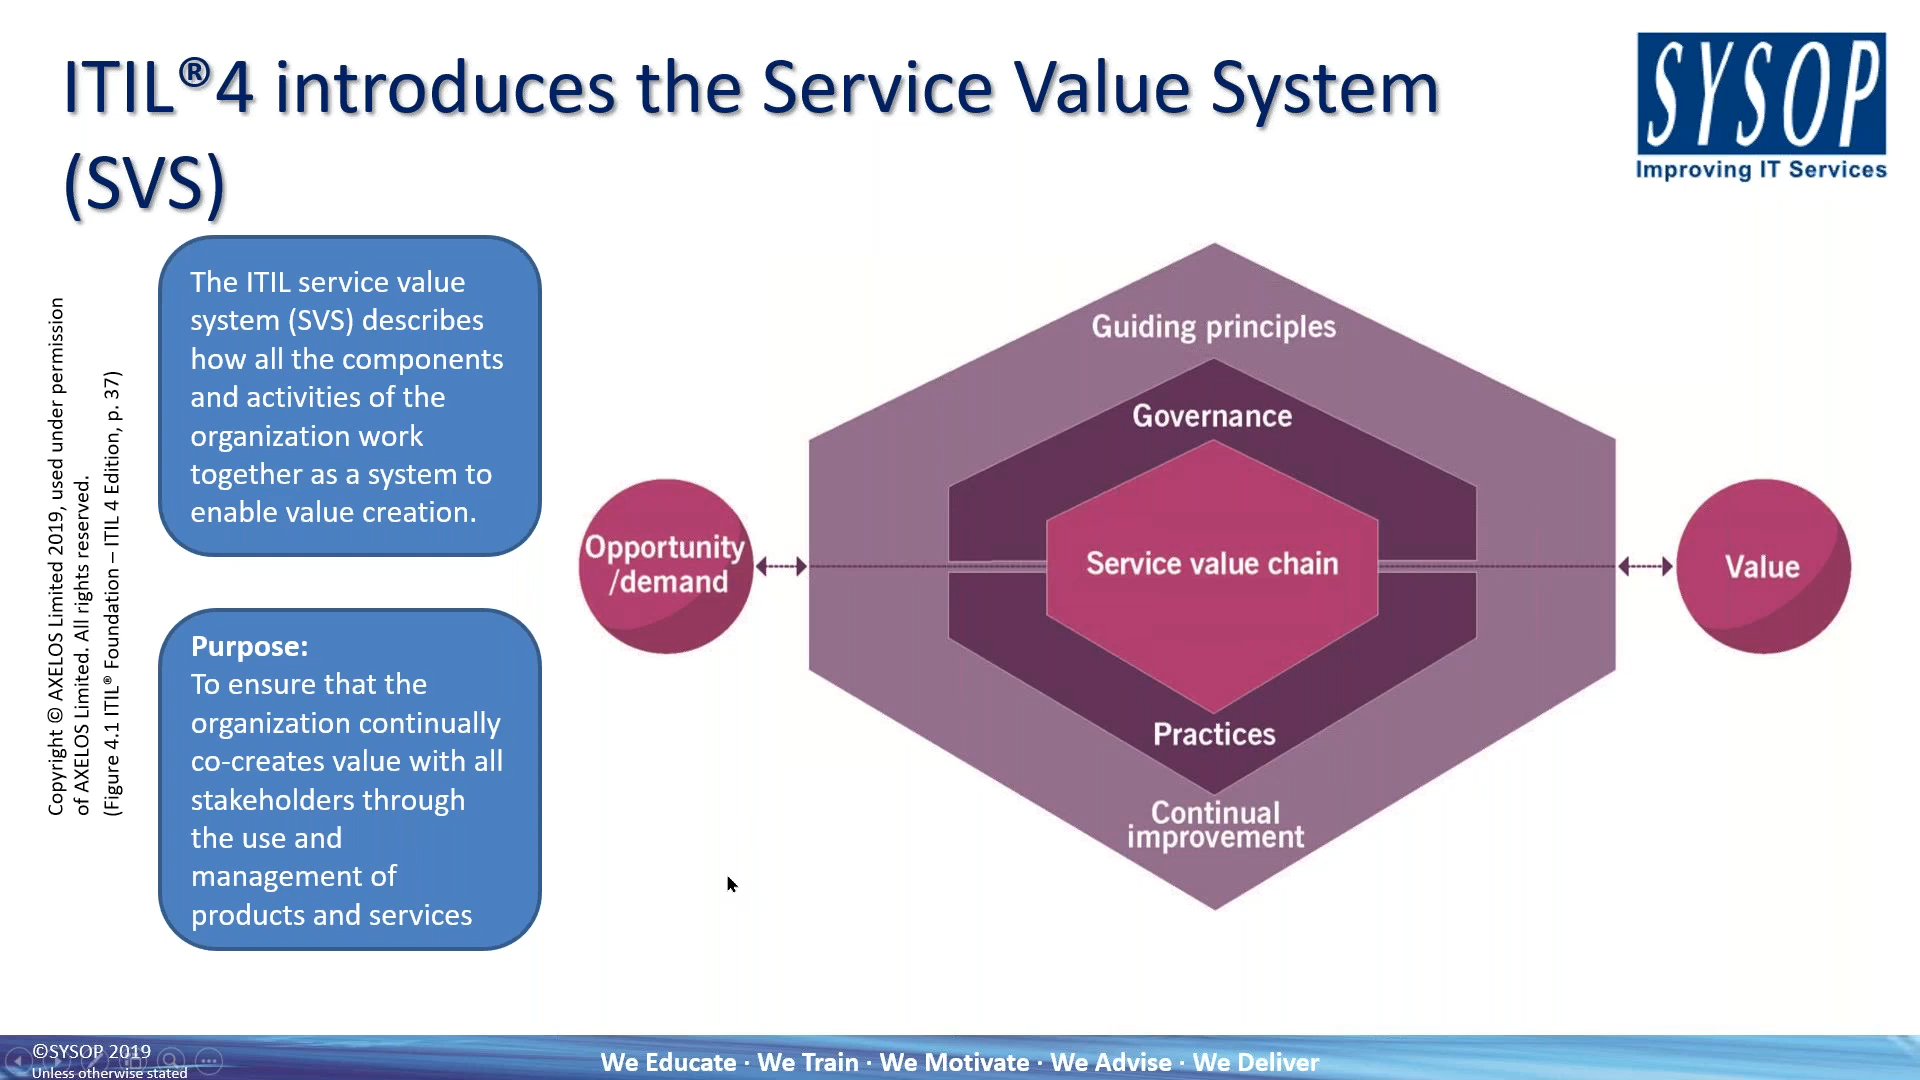 ITIL®4 introduces the Service Value System
(SVS)
SYSOP
Improving IT Services
Copyright © AXELOS Limited 2019, used under permission
of AXELOS Limited. All rights reserved.
(Figure 4.1 ITIL® Foundation – ITIL 4 Edition, p. 37)
The ITIL service value
system (SVS) describes
how all the components
and activities of the
organization work
together as a system to
enable value creation.
Purpose:
To ensure that the
organization continually
co-creates value with all
stakeholders through
the use and
management of
products and services
Guiding principles
Governance
Opportunity
/demand
Service value chain
Value
Practices
Continual
improvement
©SYSOP 2019
Unless otherwise stated
We Educate · We Train · We Motivate · We Advise · We Deliver